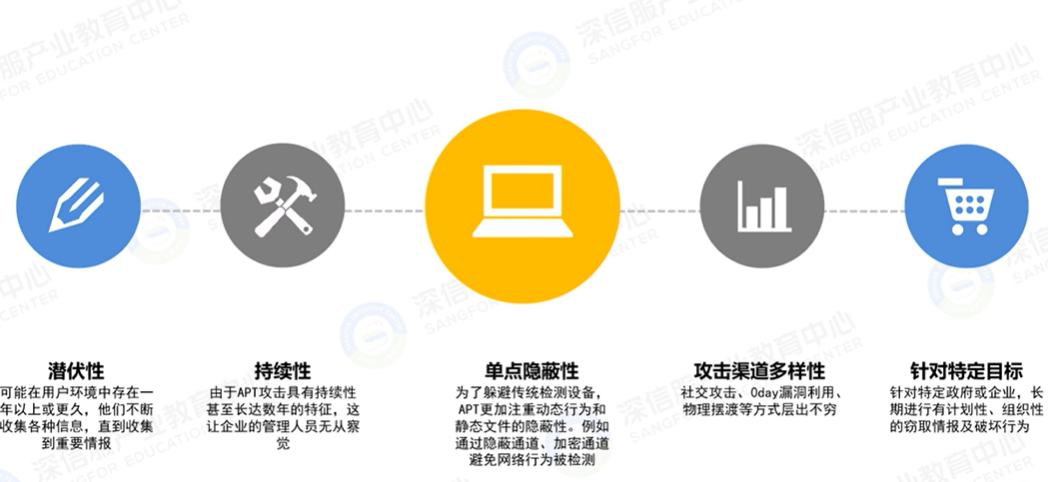 潜伏性
可能在用户环境中存在一
年以上或更久，他们不断
收集各种信息，直到收集
到重要情报
持续性
由于APT攻击具有持续性
甚至长达数年的特征，这
让企业的管理人员无从察
觉
单点隐蔽性
为了躲避传统检测设备，
APT更加注重动态行为和
静态文件的隐蔽性。例如
通过隐蔽通道、加密通道
避免网络行为被检测
攻击渠道多样性
社交攻击、0day漏洞利用、
物理摆渡等方式层出不穷
针对特定目标
针对特定政府或企业，长
期进行有计划性、组织性
的窃取情报及破坏行为
深信服产业教育中心
SANGFOR EDUCATION CENTER